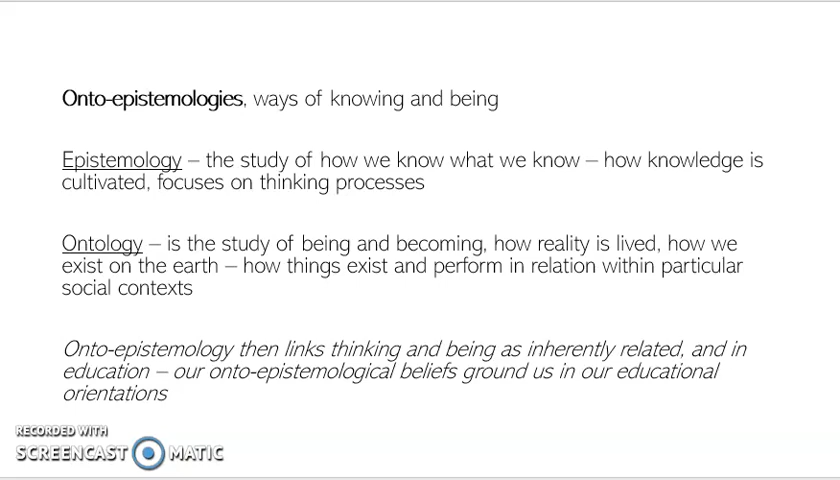 Onto-epistemologies, ways of knowing and being
Epistemology – the study of how we know what we know – how knowledge is
cultivated, focuses on thinking processes
Ontology – is the study of being and becoming, how reality is lived, how we
exist on the earth – how things exist and perform in relation within particular
social contexts
Onto-epistemology then links thinking and being as inherently related, and in
education – our onto-epistemological beliefs ground us in our educational
orientations
RECORDED WITH
SCREENCAST MATIC